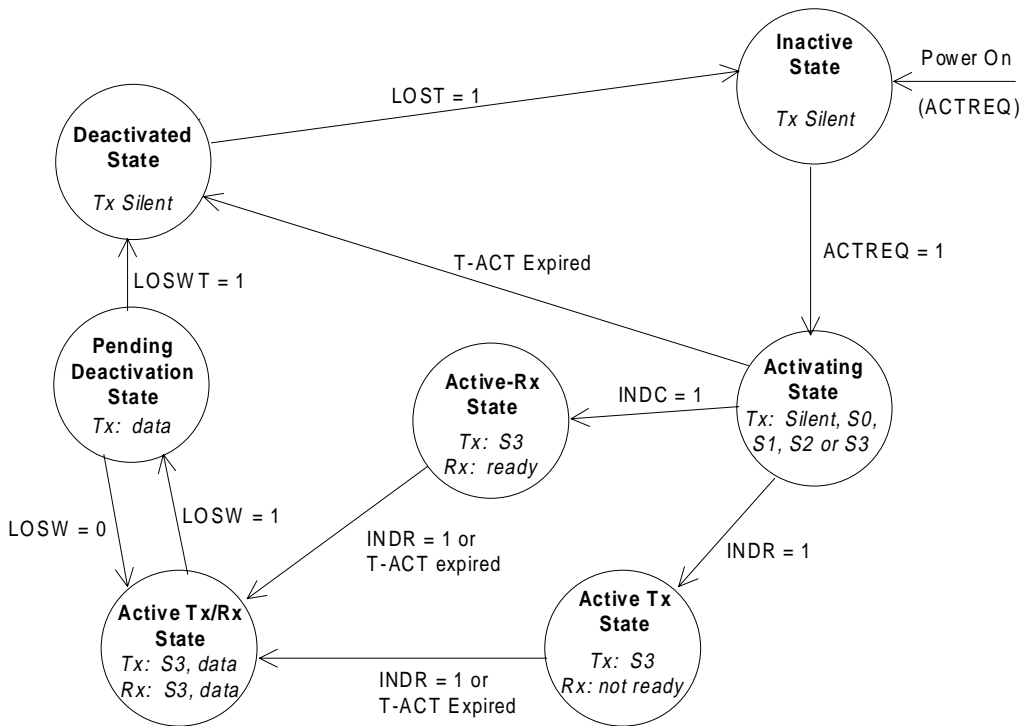 Inactive
State
Tx Silent
Power On
(ACTREQ)
LOST = 1
Deactivated
State
Tx Silent
ACTREQ = 1
T-ACT Expired
LOSWT = 1
Pending
Deactivation
State
Tx: data
Active-Rx
State
Tx: S3
Rx: ready
INDC = 1
Activating
State
Tx: Silent, S0,
S1, S2 or S3
LOSW = 0
LOSW = 1
INDR = 1 or
T-ACT expired
INDR = 1
Active Tx/Rx
State
Tx: S3, data
Rx: S3, data
Active Tx
State
Tx: S3
Rx: not ready
INDR = 1 or
T-ACT Expired